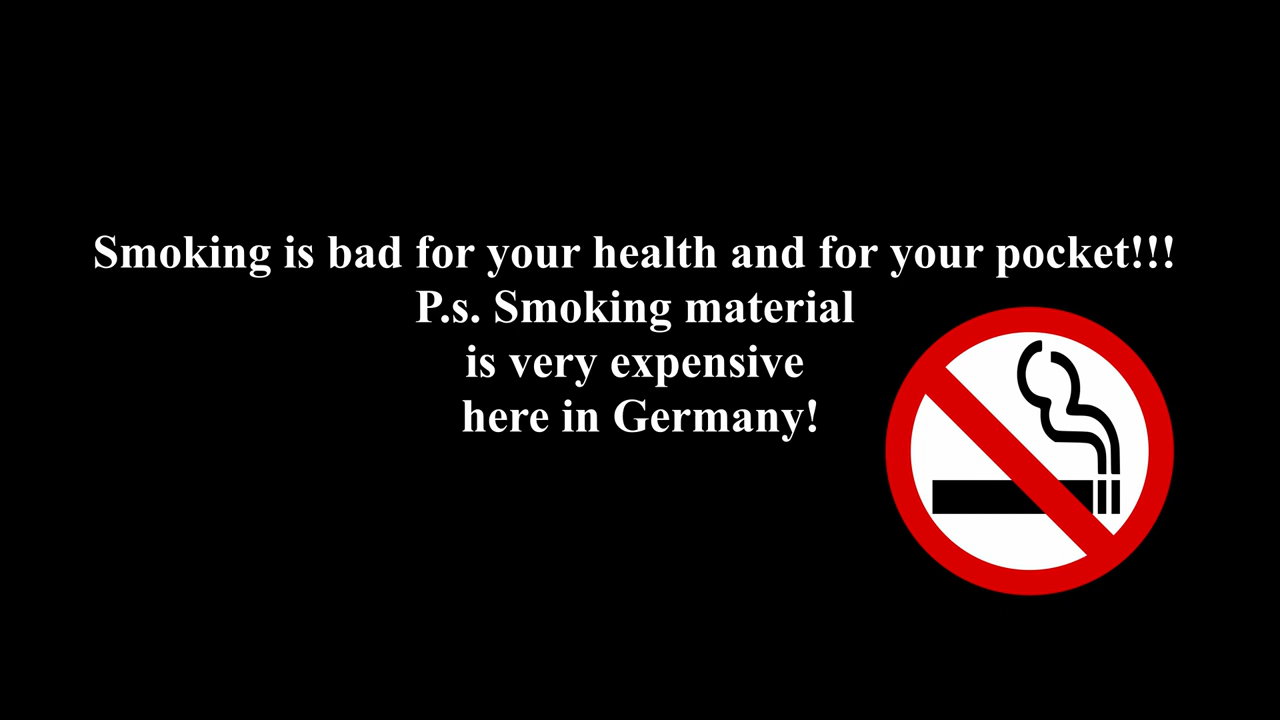 Smoking is bad for your health and for your pocket!!!
P.s. Smoking material
is very expensive
here in Germany!